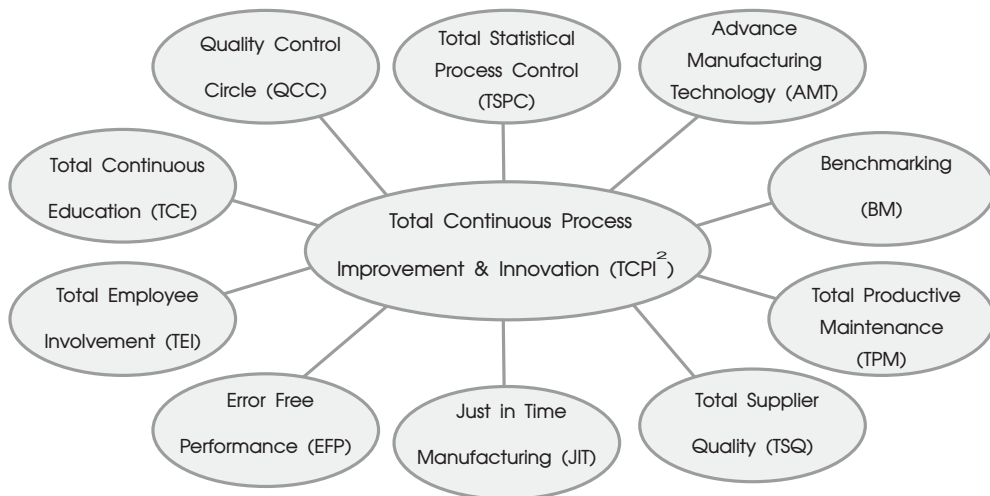 Quality Control
Circle (QCC)
Total Statistical
Process Control
(TSPC)
Advance
Manufacturing
Technology (AMT)
Total Continuous
Education (TCE)
Benchmarking
(BM)
Total Continuous Process
Improvement & Innovation (TCPI²)
Total Employee
Involvement (TEI)
Total Productive
Maintenance
(TPM)
Error Free
Performance (EFP)
Just in Time
Manufacturing (JIT)
Total Supplier
Quality (TSQ)